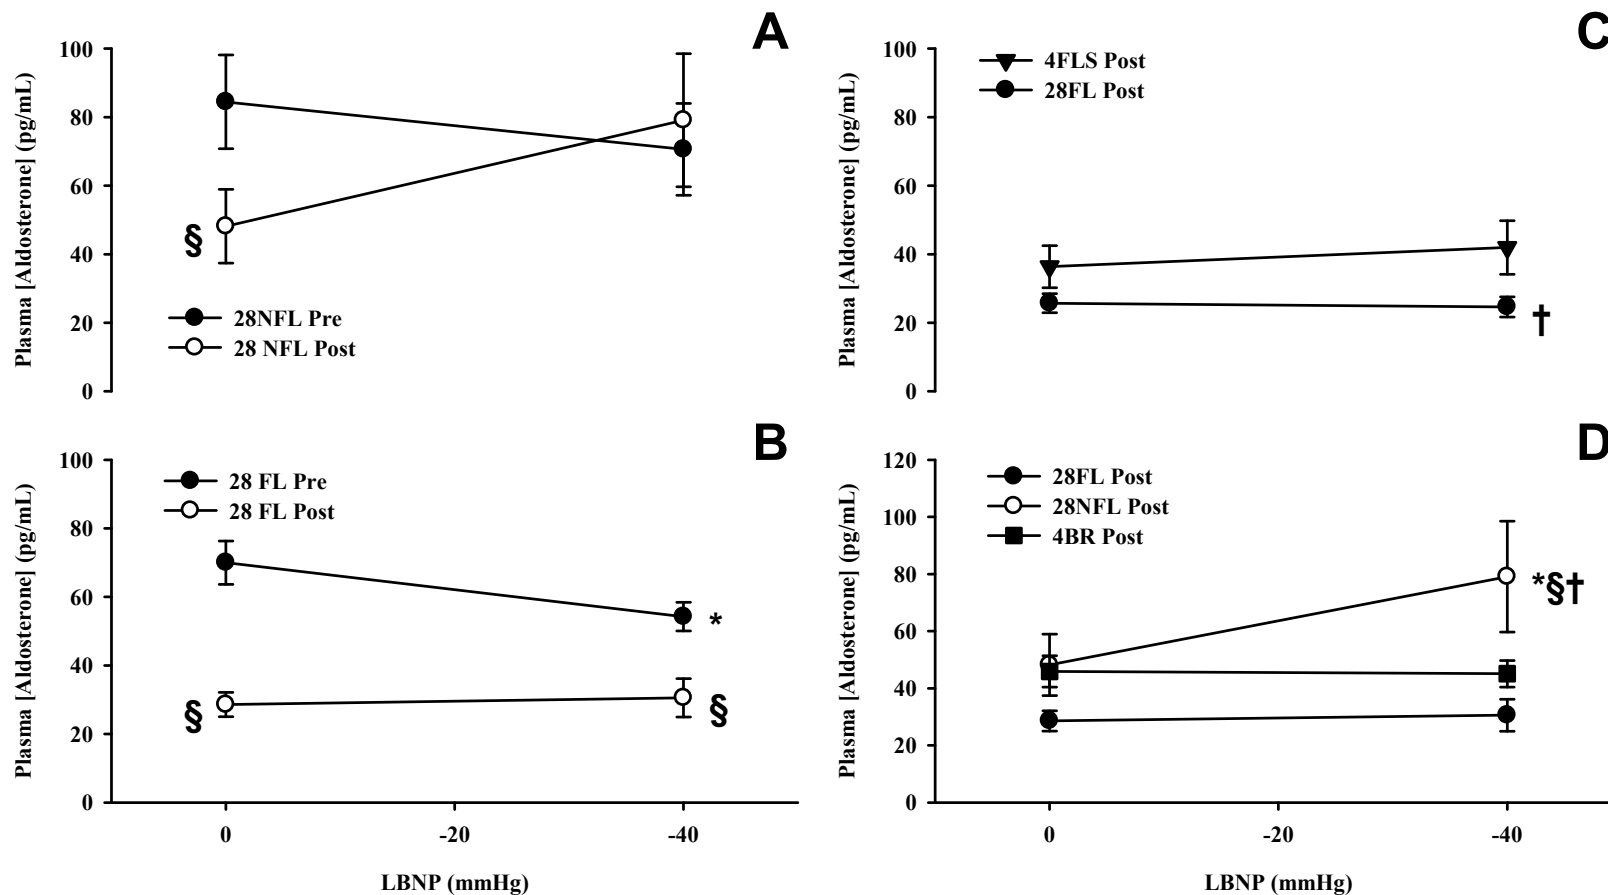 A
Plasma [Aldosterone] (pg/mL)
100
80
60
40
20
0
§
28NFL Pre
28 NFL Post
B
Plasma [Aldosterone] (pg/mL)
100
80
60
40
20
0
28 FL Pre
28 FL Post
*
§
§
0
-20
-40
LBNP (mmHg)
C
Plasma [Aldosterone] (pg/mL)
100
80
60
40
20
0
4FLS Post
28FL Post
†
D
Plasma [Aldosterone] (pg/mL)
120
100
80
60
40
20
0
28FL Post
28NFL Post
4BR Post
*§†
0
-20
-40
LBNP (mmHg)